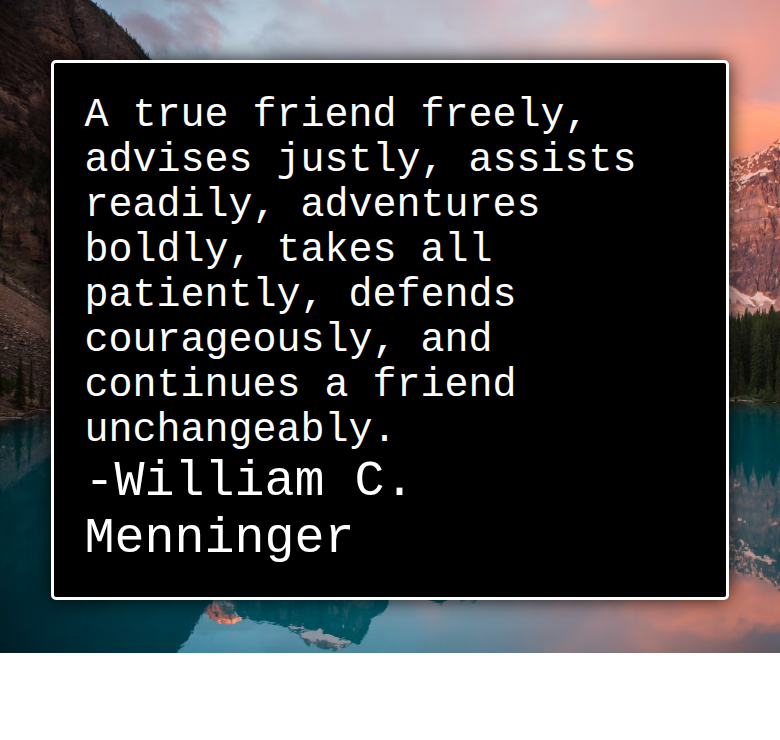 A true friend freely,
advises justly, assists
readily, adventures
boldly, takes all
patiently, defends
courageously, and
continues a friend
unchangeably.
-William C.
Menninger